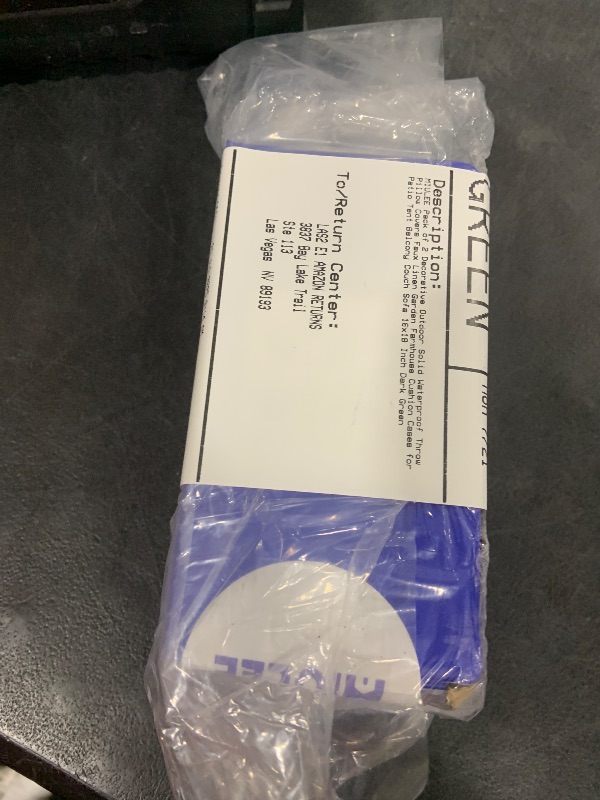 GREEN
Description:
MIULEE Pack of 2 Decorative Outdoor Solid Waterproof Throw
Pillow Covers Faux Linen Garden Farmhouse Cushion Cases for
Patio Tent Balcony Couch Sofa 18x18 Inch Dark Green
To/Return Center:
LAS2 E1 AMAZON RETURNS
3837 Bay Lake Trail
Ste 113
Las Vegas NV 89193
MIULEE